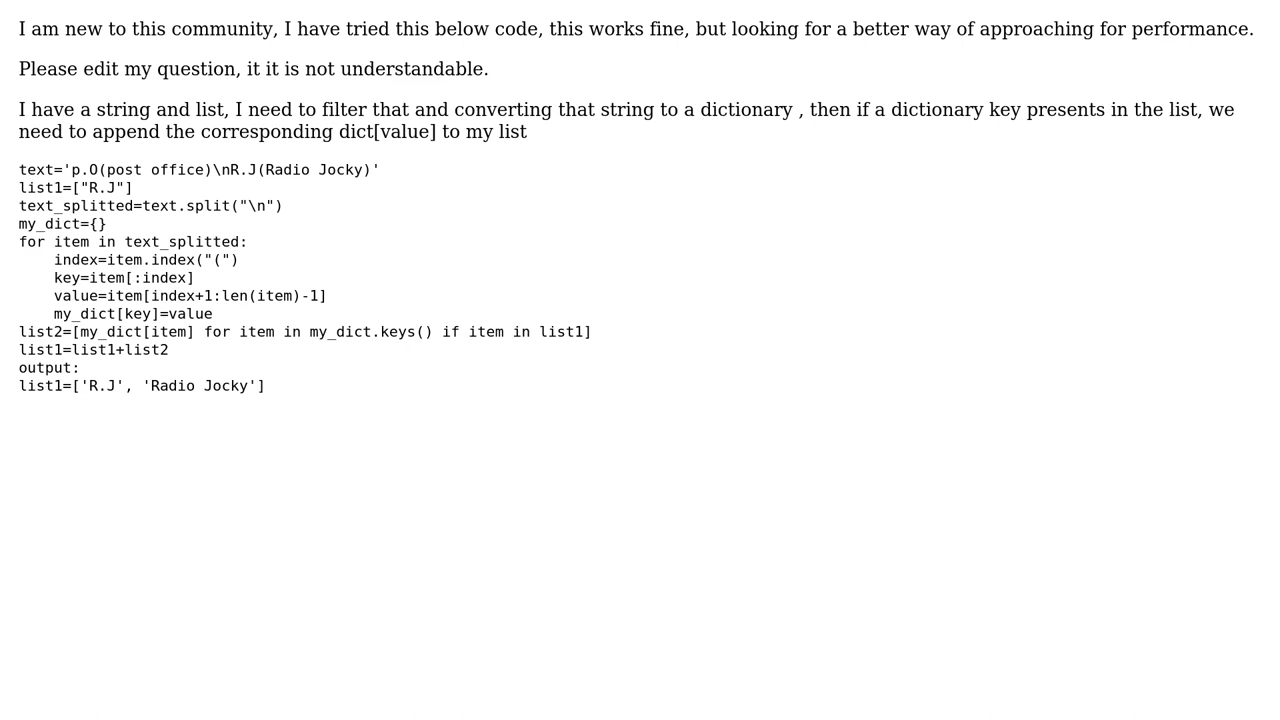 I am new to this community, I have tried this below code, this works fine, but looking for a better way of approaching for performance.
Please edit my question, it it is not understandable.
I have a string and list, I need to filter that and converting that string to a dictionary , then if a dictionary key presents in the list, we
need to append the corresponding dict[value] to my list
text='p.O(post office)\nR.J(Radio Jocky)'
list1=["R.J"]
text_splitted=text.split("\n")
my_dict={}
for item in text_splitted:
    index=item.index("(")
    key=item[:index]
    value=item[index+1:len(item)-1]
    my_dict[key]=value
list2=[my_dict[item] for item in my_dict.keys() if item in list1]
list1=list1+list2
output:
list1=['R.J', 'Radio Jocky']